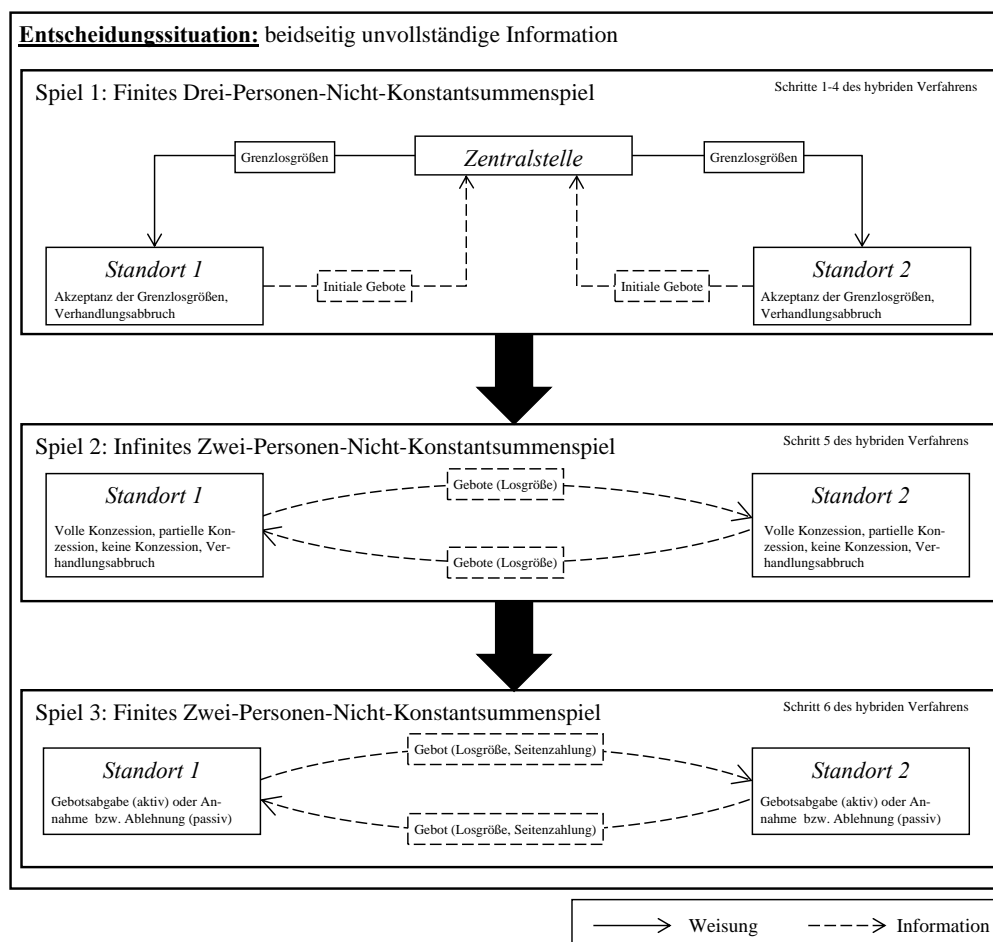 Entscheidungssituation: beidseitig unvollständige Information
Spiel 1: Finites Drei-Personen-Nicht-Konstantsummenspiel
Schritte 1-4 des hybriden Verfahrens
Grenzlosgrößen
Zentralstelle
Grenzlosgrößen
Standort 1
Akzeptanz der Grenzlosgrößen,
Verhandlungsabbruch
Initiale Gebote
Initiale Gebote
Standort 2
Akzeptanz der Grenzlosgrößen,
Verhandlungsabbruch
Spiel 2: Infinites Zwei-Personen-Nicht-Konstantsummenspiel
Schritt 5 des hybriden Verfahrens
Standort 1
Volle Konzession, partielle Kon-
zession, keine Konzession, Ver-
handlungsabbruch
Gebote (Losgröße)
Gebote (Losgröße)
Standort 2
Volle Konzession, partielle Kon-
zession, keine Konzession, Ver-
handlungsabbruch
Spiel 3: Finites Zwei-Personen-Nicht-Konstantsummenspiel
Schritt 6 des hybriden Verfahrens
Standort 1
Gebotsabgabe (aktiv) oder An-
nahme bzw. Ablehnung (passiv)
Gebot (Losgröße, Seitenzahlung)
Gebot (Losgröße, Seitenzahlung)
Standort 2
Gebotsabgabe (aktiv) oder An-
nahme bzw. Ablehnung (passiv)
Weisung
Information